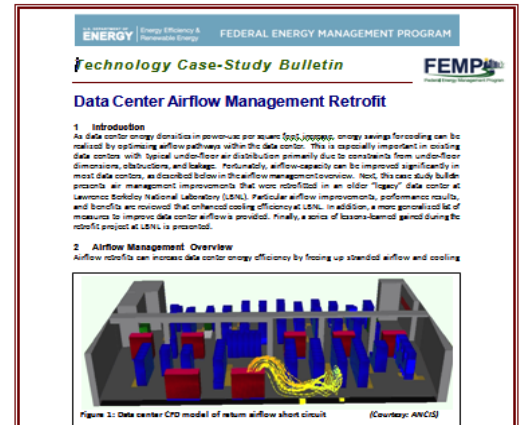 U.S. DEPARTMENT OF
ENERGY
Energy Efficiency &
Renewable Energy
FEDERAL ENERGY MANAGEMENT PROGRAM
Technology Case-Study Bulletin
FEMP
Federal Energy Management Program
Data Center Airflow Management Retrofit
1 Introduction
As data center energy densities in power-use per square foot increase, energy savings for cooling can be
realized by optimizing airflow pathways within the data center. This is especially important in existing
data centers with typical under-floor air distribution primarily due to constraints from under-floor
dimensions, obstructions, and leakage. Fortunately, airflow-capacity can be improved significantly in
most data centers, as described below in the airflow management overview. Next, this case study bulletin
presents air management improvements that were retrofitted in an older "legacy" data center at
Lawrence Berkeley National Laboratory (LBNL). Particular airflow improvements, performance results,
and benefits are reviewed that enhanced cooling efficiency at LBNL. In addition, a more generalized list of
measures to improve data center airflow is provided. Finally, a series of lessons-learned gained during the
retrofit project at LBNL is presented.
2 Airflow Management Overview
Airflow retrofits can increase data center energy efficiency by freeing up stranded airflow and cooling
Figure 1: Data center CFD model of return airflow short circuit (Courtesy: ANCIS)